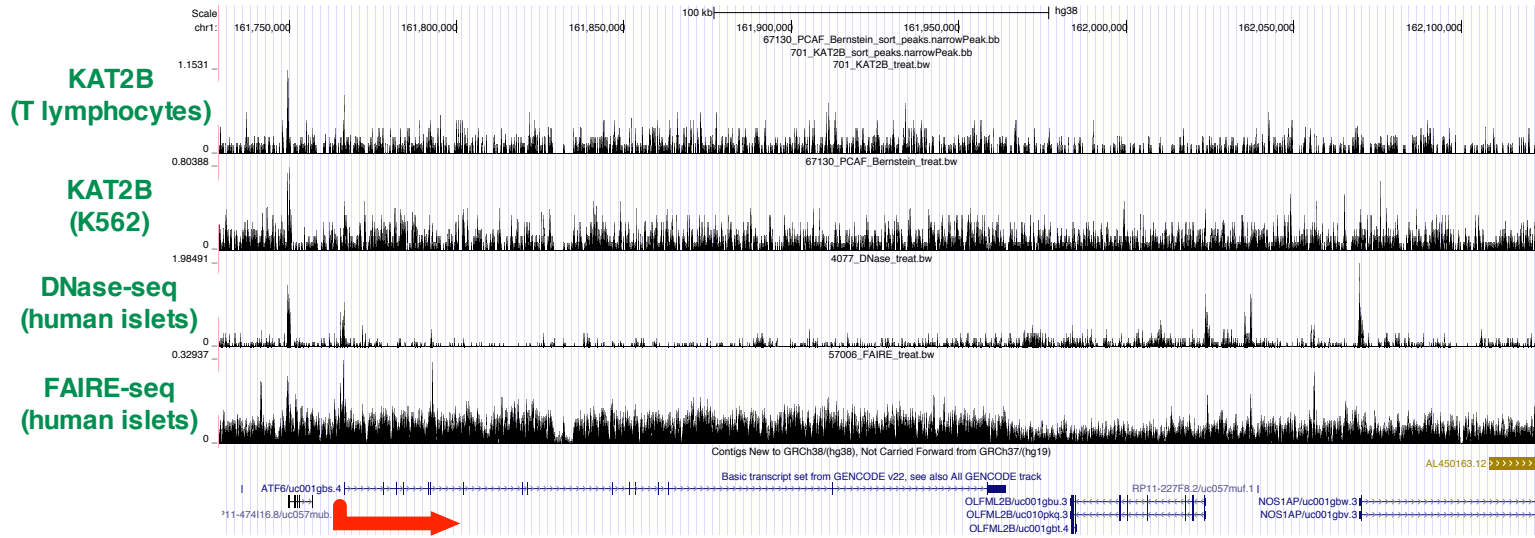 Scale 100 kb hg38
chr1: 161,750,000 161,800,000 161,850,000 161,900,000 161,950,000 162,000,000 162,050,000 162,100,000
67130_PCAF_Bernstein_sort_peaks.narrowPeak.bb
701_KAT2B_sort_peaks.narrowPeak.bb
701_KAT2B_treat.bw
1.1531
KAT2B
(T lymphocytes)
0
67130_PCAF_Bernstein_treat.bw
0.80388
KAT2B
(K562)
0
4077_DNase_treat.bw
1.98491
DNase-seq
(human islets)
0
57006_FAIRE_treat.bw
0.32937
FAIRE-seq
(human islets)
0
Contigs New to GRCh38/(hg38), Not Carried Forward from GRCh37/(hg19)
AL450163.12
Basic transcript set from GENCODE v22, see also All GENCODE track
ATF6/uc001gbs.4 RP11-227F8.2/uc057muf.1
OLFML2B/uc001gbu.3 NOS1AP/uc001gbw.3
P11-474I16.8/uc057mub. OLFML2B/uc010pkq.3 NOS1AP/uc001gbv.3
OLFML2B/uc001gbt.4